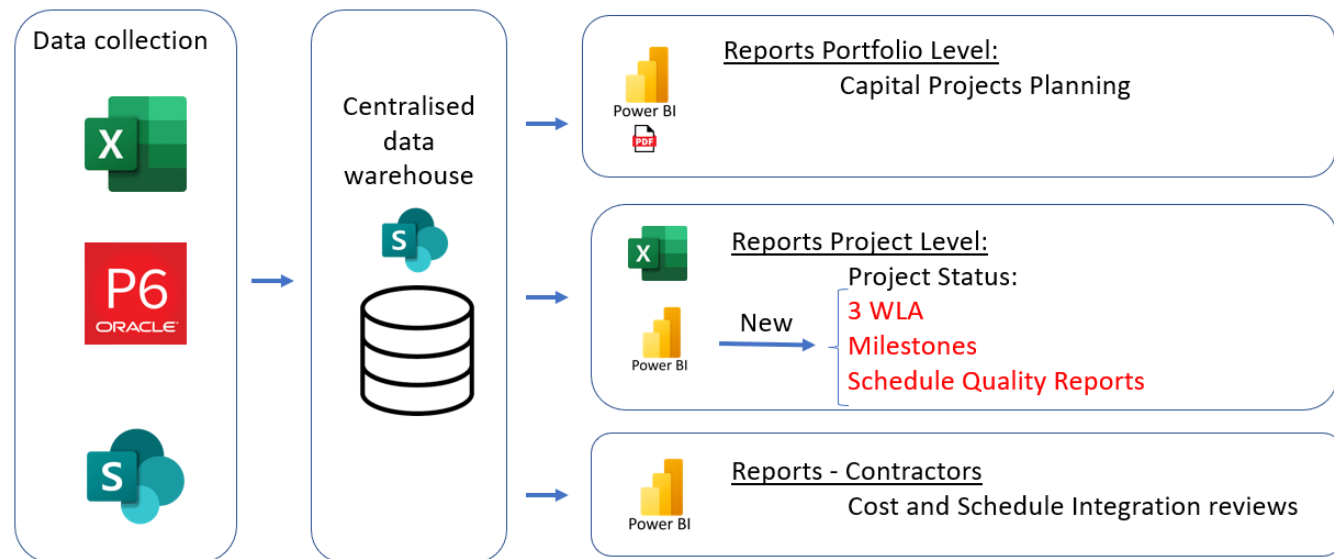 Data collection
X
P6
ORACLE
S
Centralised
data
warehouse
S
Reports Portfolio Level:
Capital Projects Planning
Power BI
PDF
X
Reports Project Level:
Project Status:
New
3 WLA
Milestones
Schedule Quality Reports
Power BI
Reports - Contractors
Cost and Schedule Integration reviews
Power BI